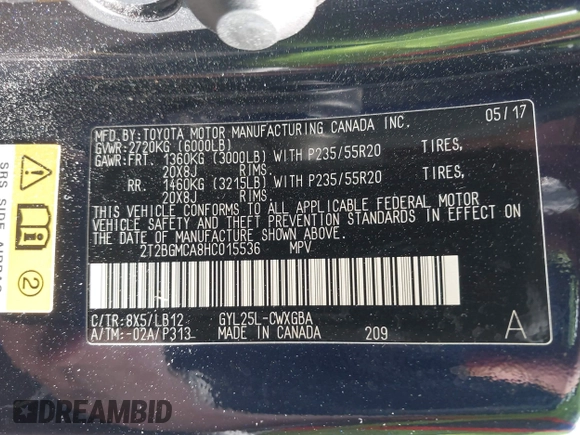 MFD.BY:TOYOTA MOTOR MANUFACTURING CANADA INC. 05/17
GVWR-2720KG (6000LB)
GAWR:FRT. 1360KG (3000LB) WITH P235/55R20 TIRES,
20X8J RIMS.
RR. 1460KG (3215LB) WITH P235/55R20 TIRES,
20X8J RIMS.
THIS VEHICLE CONFORMS TO ALL APPLICABLE FEDERAL MOTOR
VEHICLE SAFETY AND THEFT PREVENTION STANDARDS IN EFFECT ON
THE DATE OF MANUFACTURE SHOWN ABOVE.
2T2BGMCA8HC015536 MPV
C/TR:8X5/LB12 GYL25L-CWXGBA
A/TM:-02A/P313 MADE IN CANADA 209 A
SRS SIDE AIRBAG
2
DREAMBID